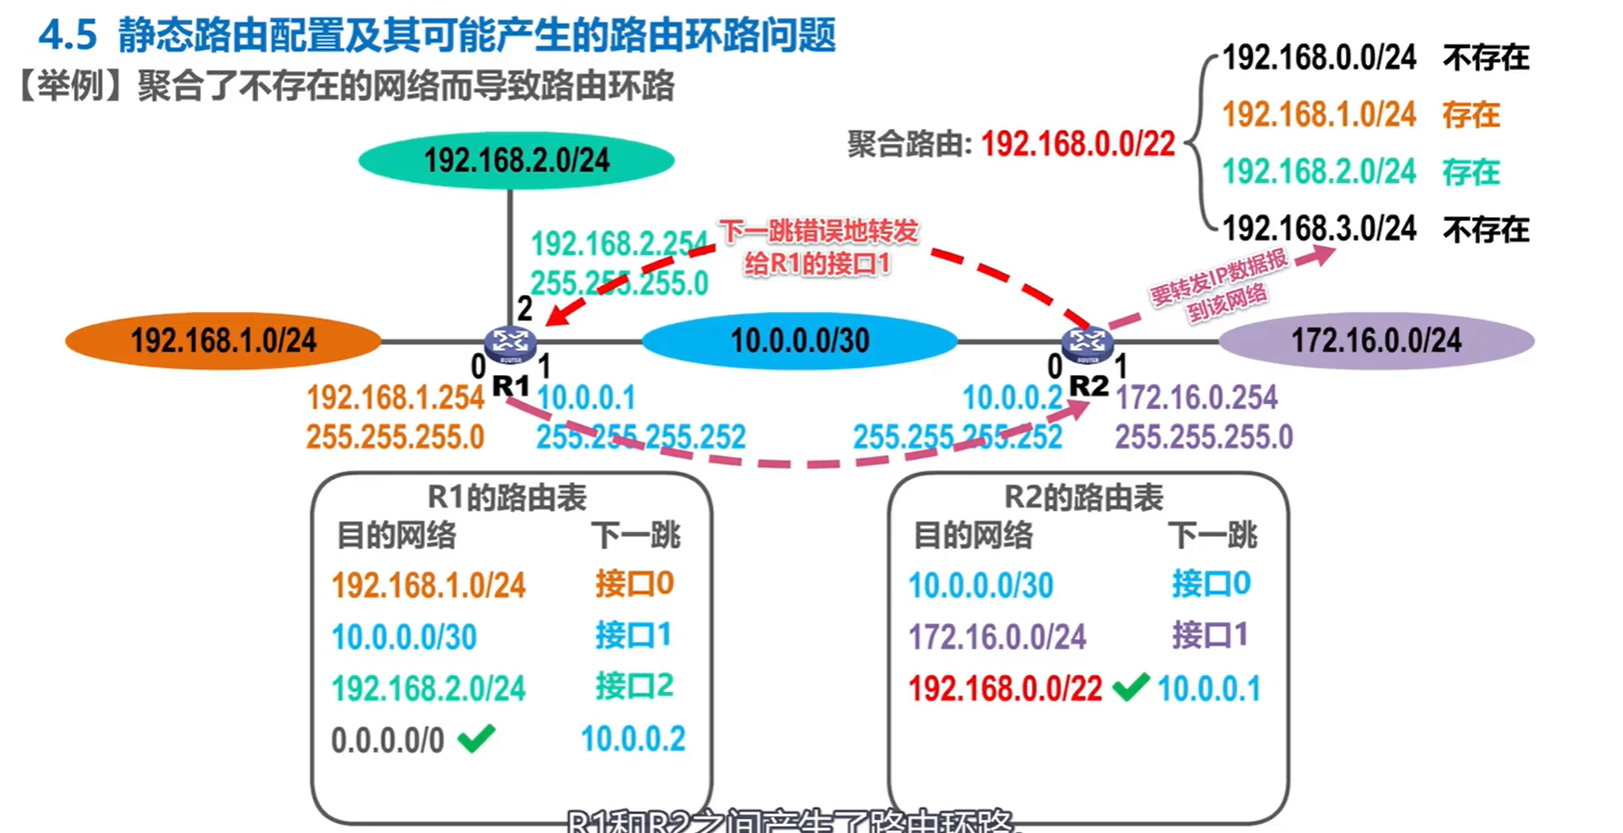 4.5 静态路由配置及其可能产生的路由环路问题
【举例】聚合了不存在的网络而导致路由环路
聚合路由: 192.168.0.0/22
192.168.0.0/24 不存在
192.168.1.0/24 存在
192.168.2.0/24 存在
192.168.3.0/24 不存在
192.168.2.0/24
192.168.2.254
255.255.255.0
下一跳错误地转发
给R1的接口1
要转发IP数据报
到该网络
2
192.168.1.0/24
ROUTER
10.0.0.0/30
ROUTER
172.16.0.0/24
0
R1
1
0
R2
1
192.168.1.254
255.255.255.0
10.0.0.1
255.255.255.252
10.0.0.2
255.255.255.252
172.16.0.254
255.255.255.0
R1的路由表
目的网络 下一跳
192.168.1.0/24 接口0
10.0.0.0/30 接口1
192.168.2.0/24 接口2
0.0.0.0/0 10.0.0.2
R2的路由表
目的网络 下一跳
10.0.0.0/30 接口0
172.16.0.0/24 接口1
192.168.0.0/22 10.0.0.1
R1和R2之间产生了路由环路。